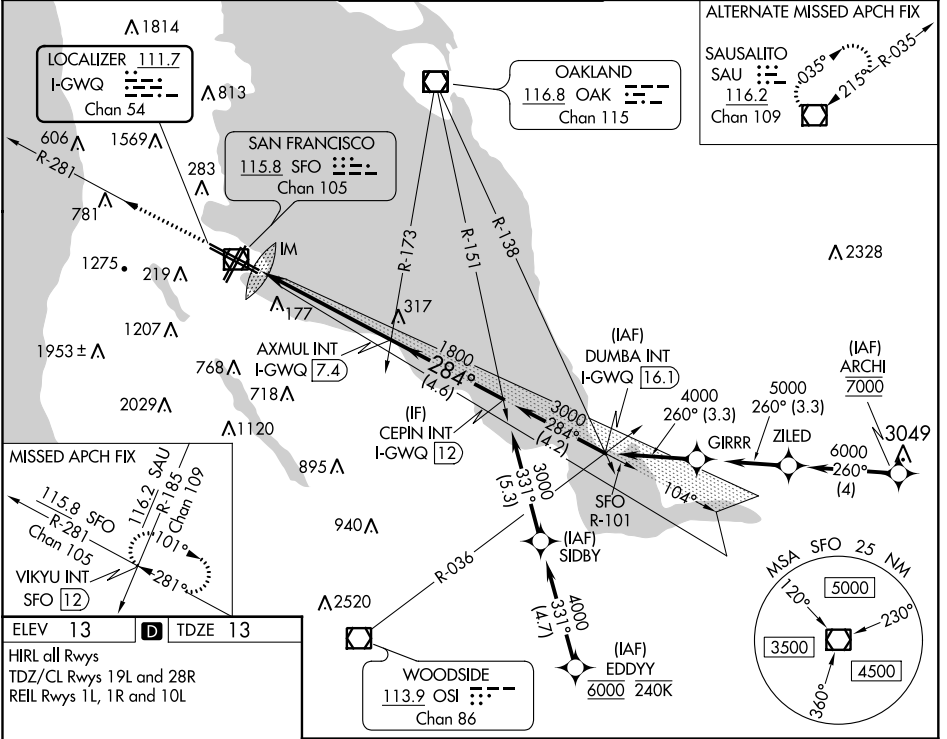 1814
LOCALIZER 111.7
I-GWQ
Chan 54
813
606
1569
R-281
283
781
1275
219
SAN FRANCISCO
115.8 SFO
Chan 105
IM
177
1207
1953 ±
768
718
2029
1120
895
940
2520
OAKLAND
116.8 OAK
Chan 115
R-173
R-151
R-138
317
ALTERNATE MISSED APCH FIX
SAUSALITO
SAU
116.2
Chan 109
035°
215°
R-035
2328
AXMUL INT
I-GWQ 7.4
1800
284°
(4.6)
(IF)
CEPIN INT
I-GWQ 12
3000
284°
(4.2)
(IAF)
DUMBA INT
I-GWQ 16.1
4000
260° (3.3)
GIRRR
5000
260° (3.3)
ZILED
(IAF)
ARCHI
7000
6000
260°
(4)
3049
104°
SFO
R-101
3000
331°
(5.3)
(IAF)
SIDBY
R-036
4000
331°
(4.7)
(IAF)
EDDYY
6000 240K
WOODSIDE
113.9 OSI
Chan 86
MISSED APCH FIX
115.8 SFO
R-281
Chan 105
116.2 SAU
R-185
Chan 109
101°
281°
VIKYU INT
SFO 12
ELEV 13
D
TDZE 13
HIRL all Rwys
TDZ/CL Rwys 19L and 28R
REIL Rwys 1L, 1R and 10L
MSA SFO 25 NM
120°
5000
230°
3500
4500
360°